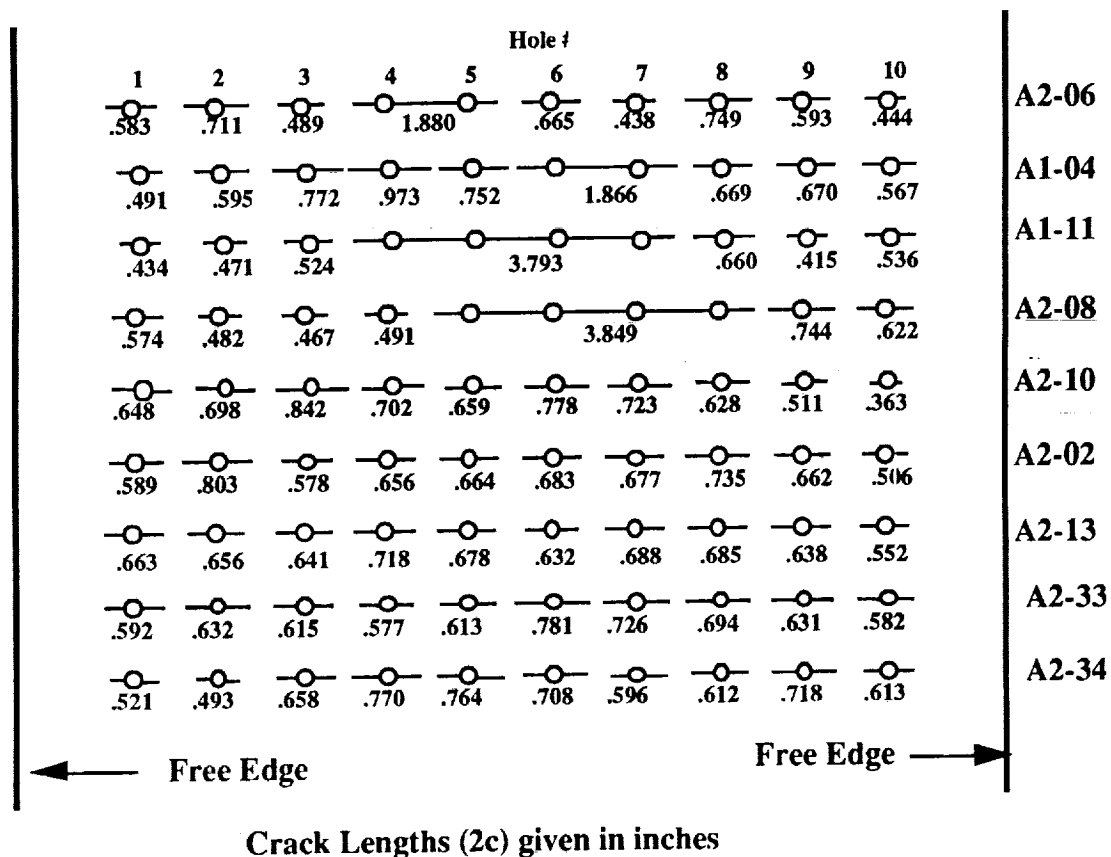 Hole #
1 2 3 4 5 6 7 8 9 10
A2-06
.583 .711 .489 1.880 .665 .438 .749 .593 .444
A1-04
.491 .595 .772 .973 .752 1.866 .669 .670 .567
A1-11
.434 .471 .524 3.793 .660 .415 .536
A2-08
.574 .482 .467 .491 3.849 .744 .622
A2-10
.648 .698 .842 .702 .659 .778 .723 .628 .511 .363
A2-02
.589 .803 .578 .656 .664 .683 .677 .735 .662 .506
A2-13
.663 .656 .641 .718 .678 .632 .688 .685 .638 .552
A2-33
.592 .632 .615 .577 .613 .781 .726 .694 .631 .582
A2-34
.521 .493 .658 .770 .764 .708 .596 .612 .718 .613
Free Edge Free Edge
Crack Lengths (2c) given in inches